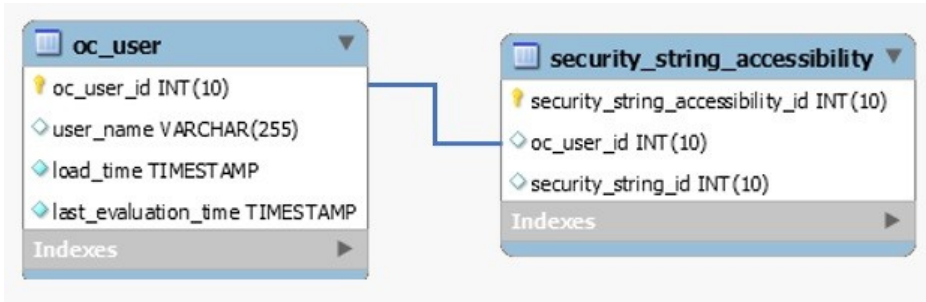 oc_user
oc_user_id INT(10)
user_name VARCHAR(255)
load_time TIMESTAMP
last_evaluation_time TIMESTAMP
Indexes
security_string_accessibility
security_string_accessibility_id INT(10)
oc_user_id INT(10)
security_string_id INT(10)
Indexes